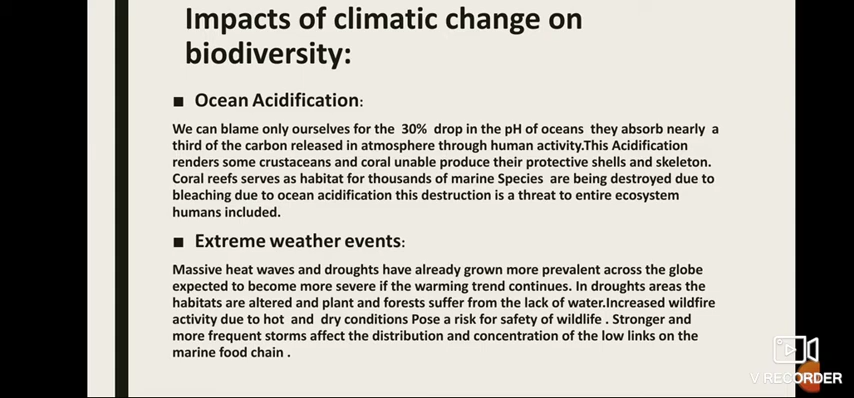 Impacts of climatic change on
biodiversity:
■ Ocean Acidification:
We can blame only ourselves for the 30% drop in the pH of oceans they absorb nearly a
third of the carbon released in atmosphere through human activity.This Acidification
renders some crustaceans and coral unable produce their protective shells and skeleton.
Coral reefs serves as habitat for thousands of marine Species are being destroyed due to
bleaching due to ocean acidification this destruction is a threat to entire ecosystem
humans included.
■ Extreme weather events:
Massive heat waves and droughts have already grown more prevalent across the globe
expected to become more severe if the warming trend continues. In droughts areas the
habitats are altered and plant and forests suffer from the lack of water.Increased wildfire
activity due to hot and dry conditions Pose a risk for safety of wildlife . Stronger and
more frequent storms affect the distribution and concentration of the low links on the
marine food chain .
V RECORDER